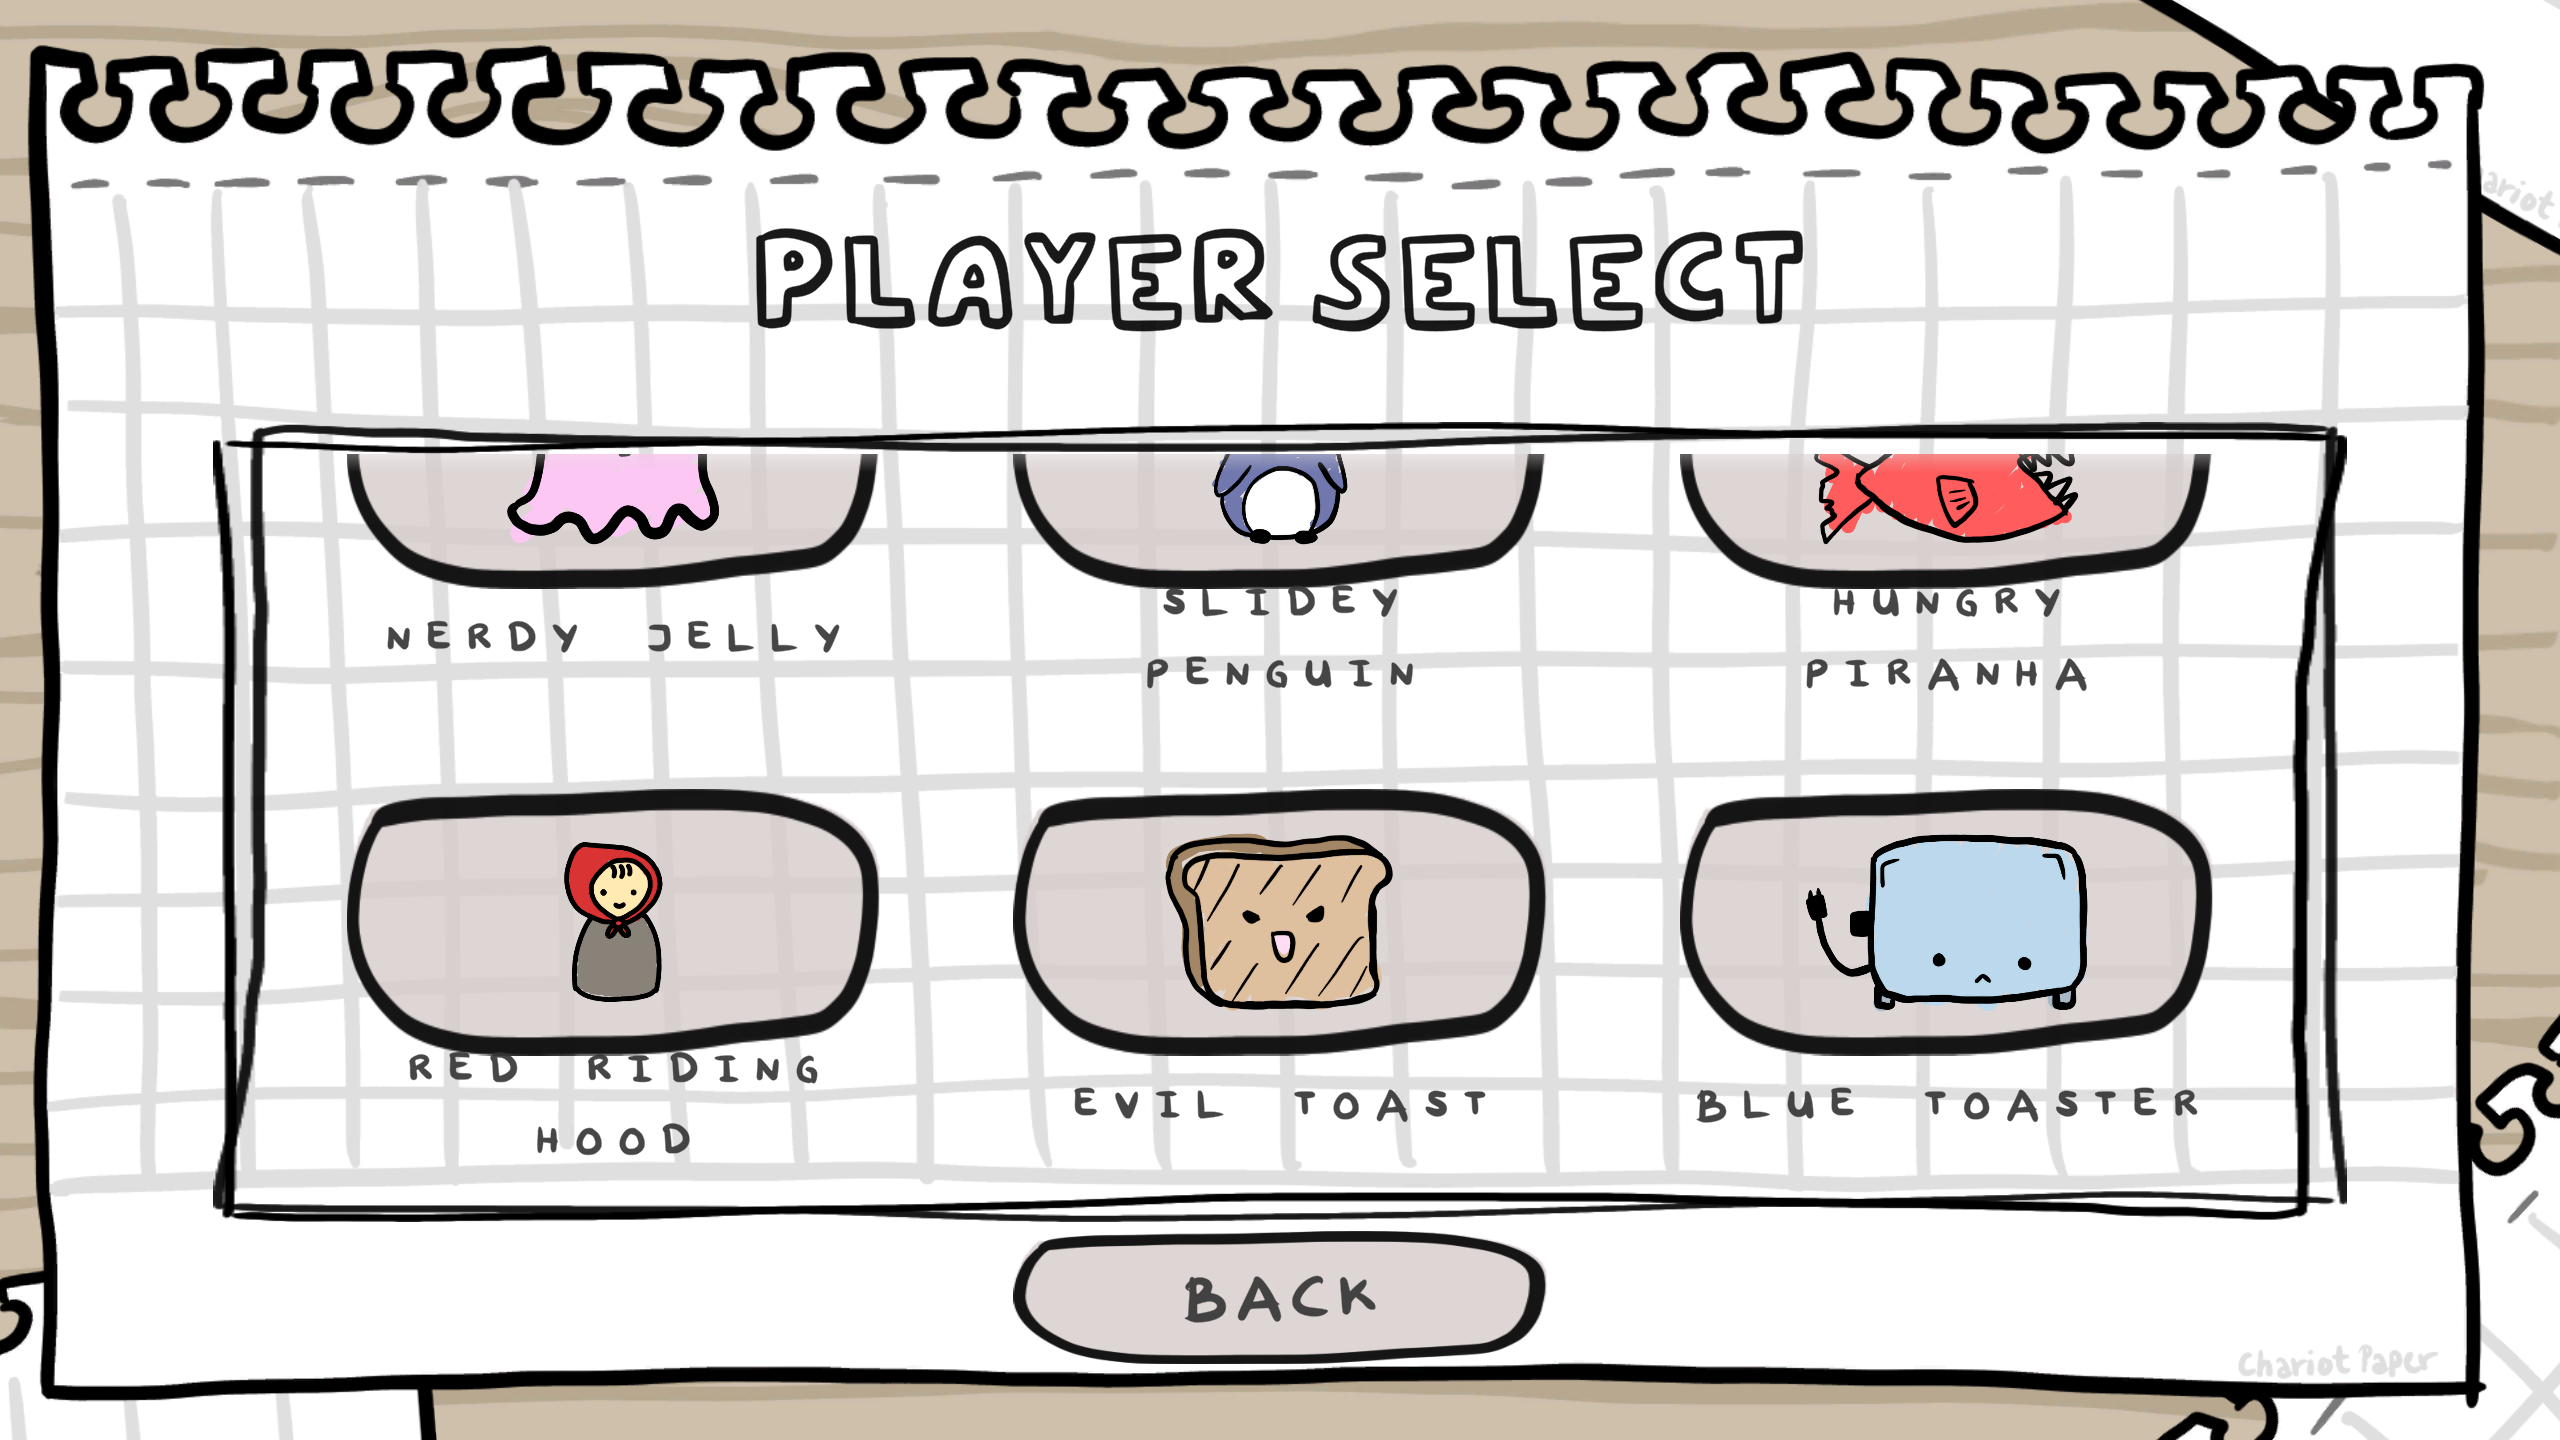 PLAYER SELECT
NERDY JELLY
SLIDEY
PENGUIN
HUNGRY
PIRANHA
RED RIDING
HOOD
EVIL TOAST
BLUE TOASTER
BACK
Chariot Paper